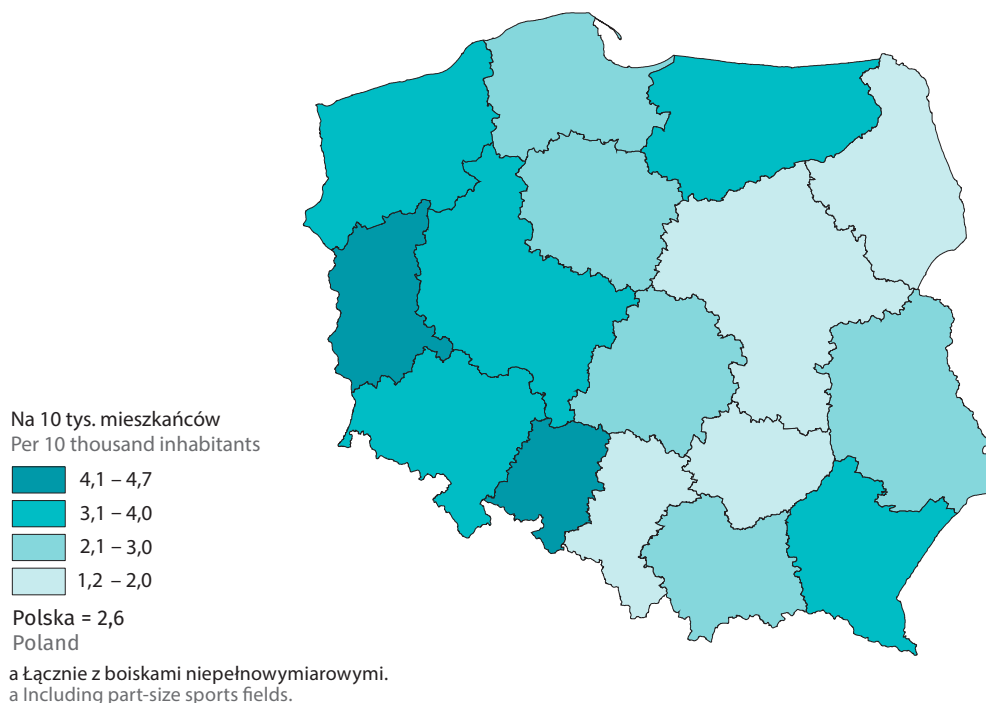 Na 10 tys. mieszkańców
Per 10 thousand inhabitants
4,1 – 4,7
3,1 – 4,0
2,1 – 3,0
1,2 – 2,0
Polska = 2,6
Poland
a Łącznie z boiskami niepełnowymiarowymi.
a Including part-size sports fields.